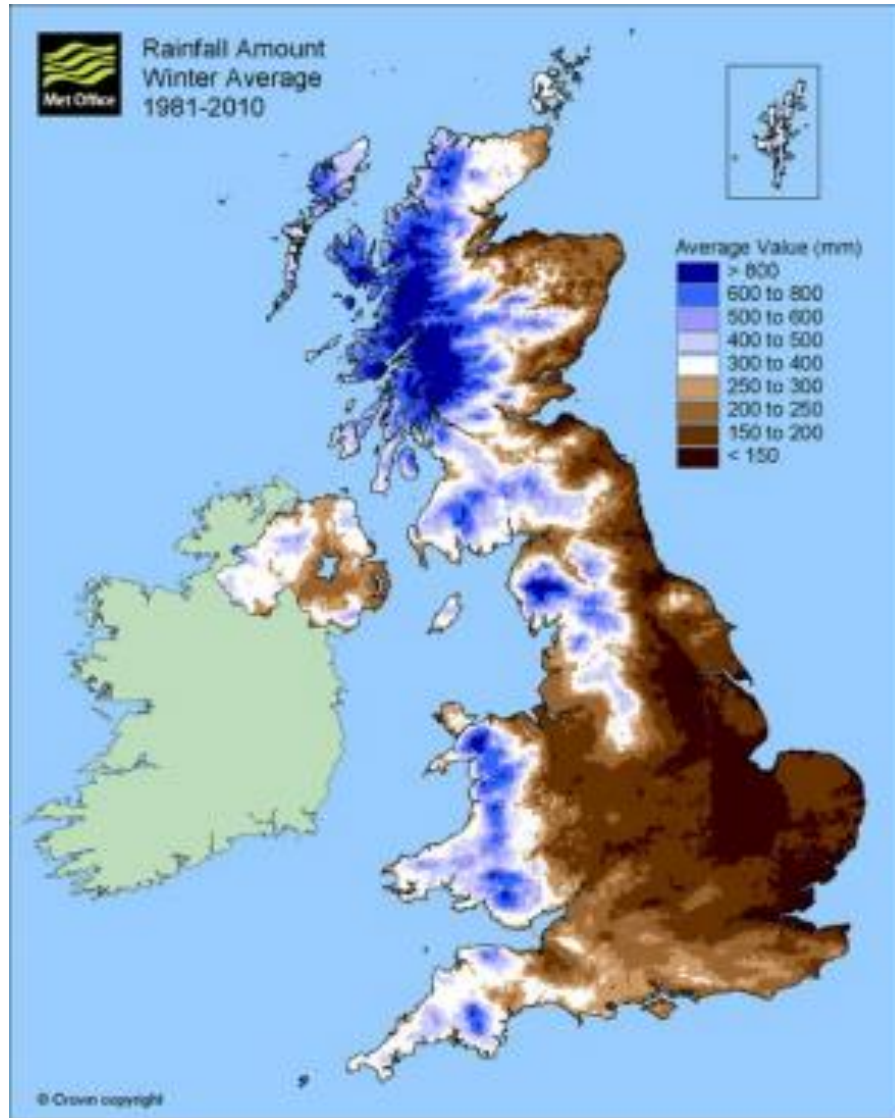 Met Office
Rainfall Amount
Winter Average
1981-2010
Average Value (mm)
> 800
600 to 800
500 to 600
400 to 500
300 to 400
250 to 300
200 to 250
150 to 200
< 150
© Crown copyright